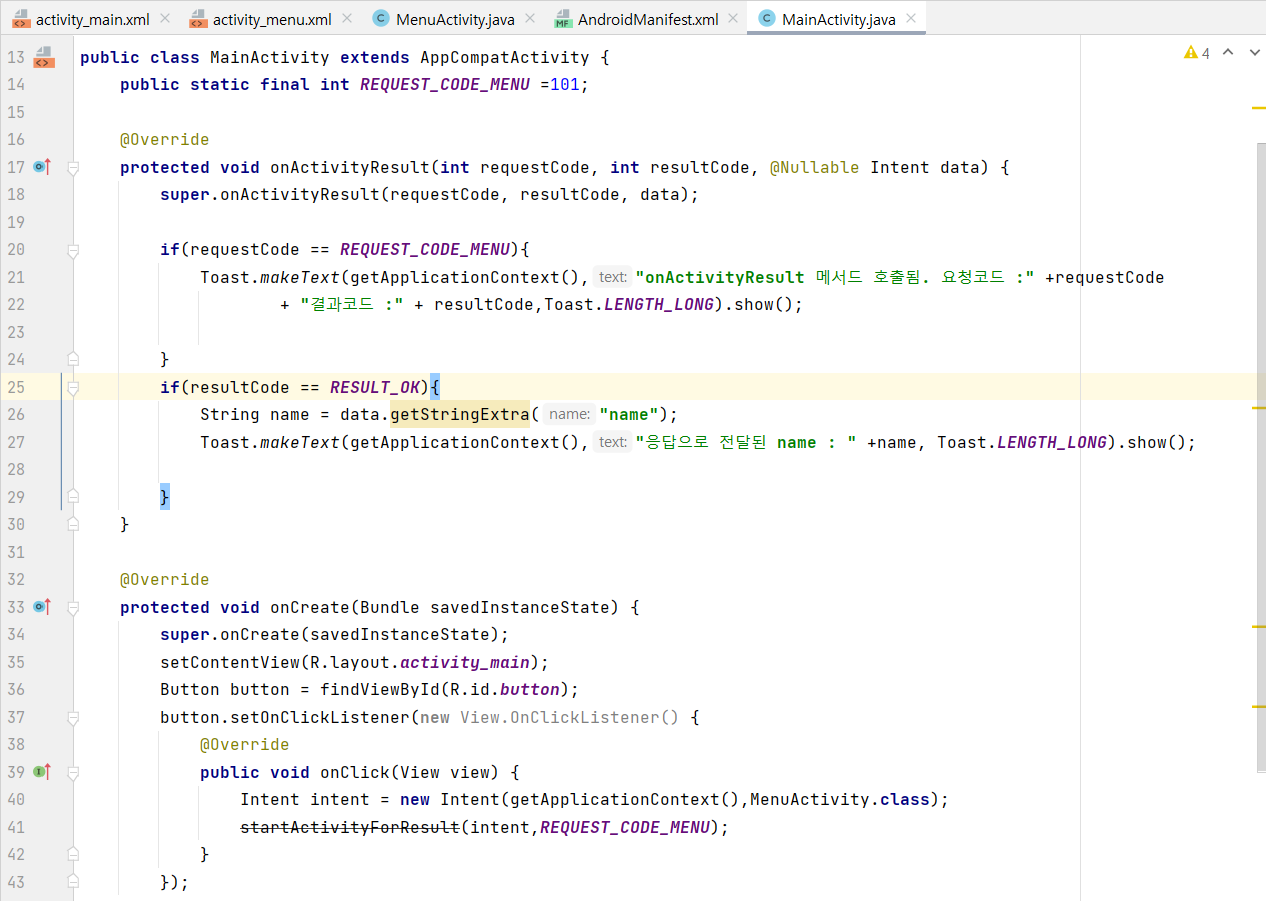 activity_main.xml activity_menu.xml MenuActivity.java AndroidManifest.xml MainActivity.java
13 public class MainActivity extends AppCompatActivity { 4
14 public static final int REQUEST_CODE_MENU =101;
15
16 @Override
17 protected void onActivityResult(int requestCode, int resultCode, @Nullable Intent data) {
18 super.onActivityResult(requestCode, resultCode, data);
19
20 if(requestCode == REQUEST_CODE_MENU){
21 Toast.makeText(getApplicationContext(), text: "onActivityResult 메서드 호출됨. 요청코드 :" +requestCode
22 + "결과코드 :" + resultCode,Toast.LENGTH_LONG).show();
23
24 }
25 if(resultCode == RESULT_OK){
26 String name = data.getStringExtra( name: "name");
27 Toast.makeText(getApplicationContext(), text: "응답으로 전달된 name : " +name, Toast.LENGTH_LONG).show();
28
29 }
30 }
31
32 @Override
33 protected void onCreate(Bundle savedInstanceState) {
34 super.onCreate(savedInstanceState);
35 setContentView(R.layout.activity_main);
36 Button button = findViewById(R.id.button);
37 button.setOnClickListener(new View.OnClickListener() {
38 @Override
39 public void onClick(View view) {
40 Intent intent = new Intent(getApplicationContext(),MenuActivity.class);
41 startActivityForResult(intent,REQUEST_CODE_MENU);
42 }
43 });